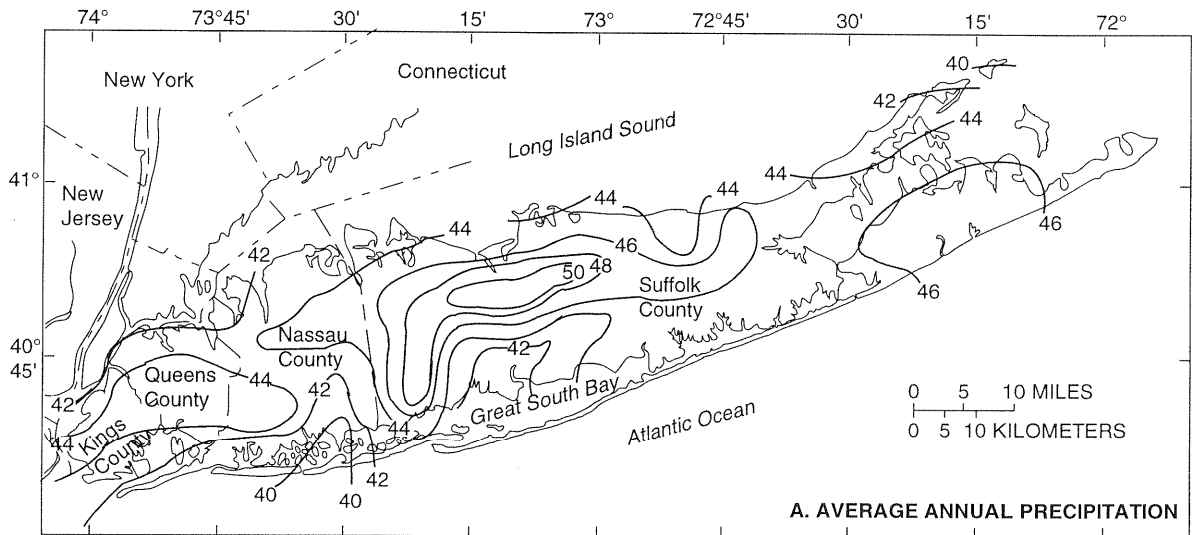 74° 73°45' 30' 15' 73° 72°45' 30' 15' 72°
New York
Connecticut
40
42
44
Long Island Sound
41°
New
Jersey
44
44
44
44
46
42
46
50 48
46
Suffolk
County
Nassau
County
40°
45'
42
Queens
County
44
42
42
Great South Bay
0 5 10 MILES
0 5 10 KILOMETERS
44
Kings
County
44
Atlantic Ocean
42
40
40
A. AVERAGE ANNUAL PRECIPITATION